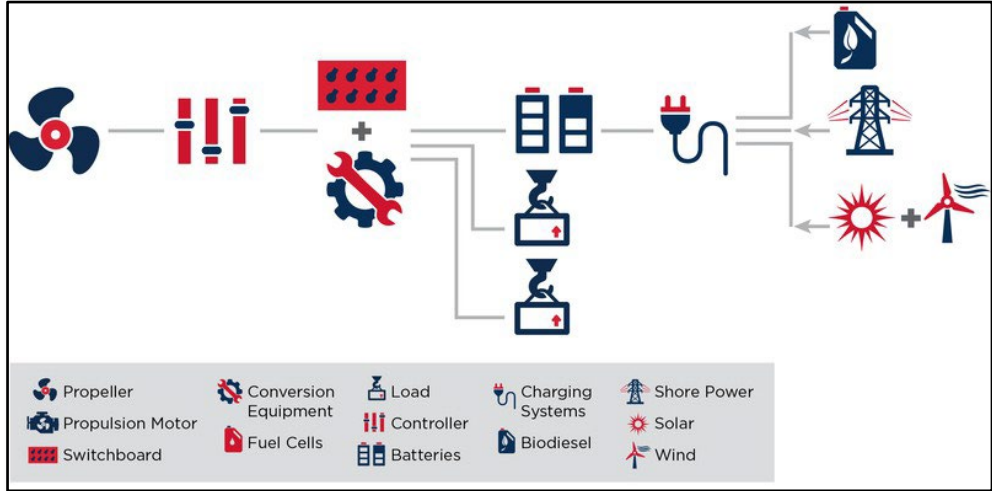 Propeller
Propulsion Motor
Switchboard
Conversion
Equipment
Fuel Cells
Load
Controller
Batteries
Charging
Systems
Biodiesel
Shore Power
Solar
Wind